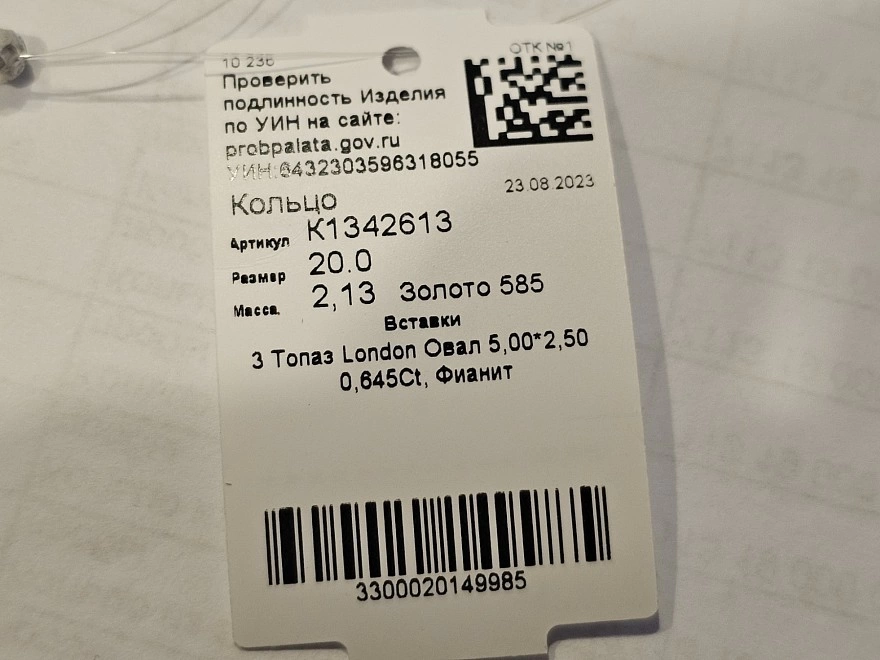 10 236
ОТК №1
Проверить
подлинность Изделия
по УИН на сайте:
probpalata.gov.ru
УИН:6432303596318055
23.08.2023
Кольцо
Артикул К1342613
Размер 20.0
Масса 2,13 Золото 585
Вставки
3 Топаз London Овал 5,00*2,50
0,645Ct, Фианит
3300020149985